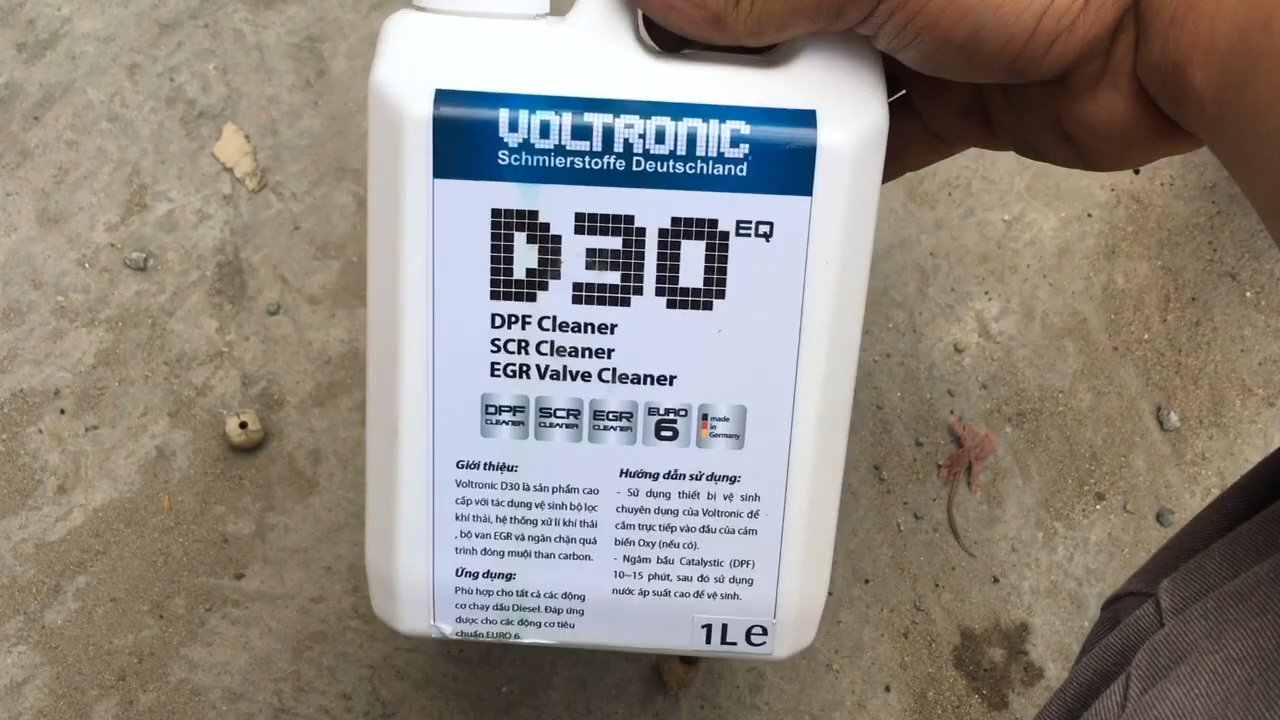 VOLTRONIC
Schmierstoffe Deutschland
D30 EQ
DPF Cleaner
SCR Cleaner
EGR Valve Cleaner
DPF CLEANER
SCR CLEANER
EGR CLEANER
EURO 6
made in Germany
Giới thiệu:
Voltronic D30 là sản phẩm cao
cấp với tác dụng vệ sinh bộ lọc
khí thải, hệ thống xử lí khí thải
, bộ van EGR và ngăn chặn quá
trình đóng muội than carbon.
Ứng dụng:
Phù hợp cho tất cả các động
cơ chạy dầu Diesel. Đáp ứng
được cho các động cơ tiêu
chuẩn EURO 6.
Hướng dẫn sử dụng:
- Sử dụng thiết bị vệ sinh
chuyên dụng của Voltronic để
cắm trực tiếp vào đầu của cảm
biến Oxy (nếu có).
- Ngâm bầu Catalystic (DPF)
10~15 phút, sau đó sử dụng
nước áp suất cao để vệ sinh.
1L e